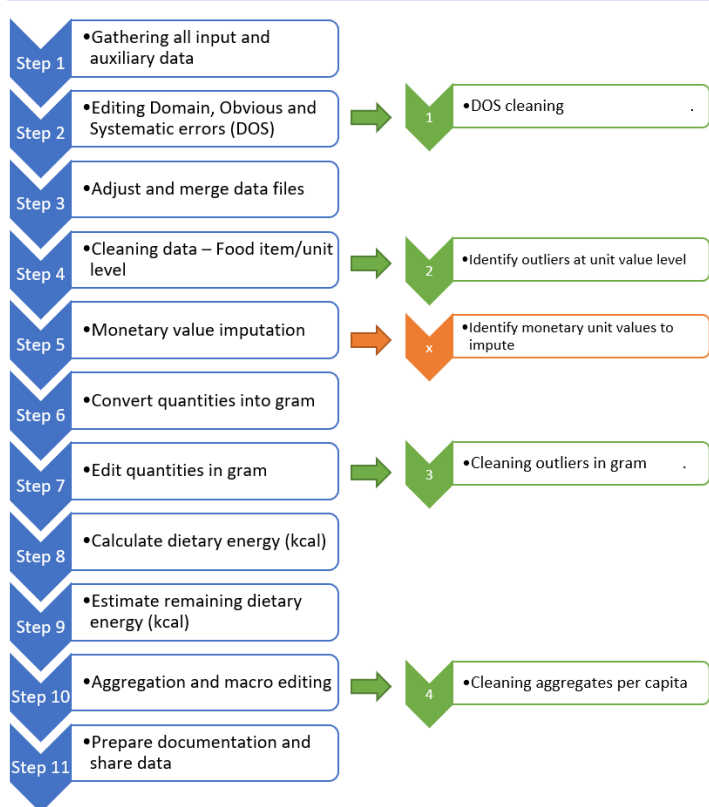 Step 1
•Gathering all input and
auxiliary data
Step 2
•Editing Domain, Obvious and
Systematic errors (DOS)
1
•DOS cleaning .
Step 3
•Adjust and merge data files
Step 4
•Cleaning data – Food item/unit
level
2
•Identify outliers at unit value level
Step 5
•Monetary value imputation
x
•Identify monetary unit values to
impute
Step 6
•Convert quantities into gram
Step 7
•Edit quantities in gram
3
•Cleaning outliers in gram .
Step 8
•Calculate dietary energy (kcal)
Step 9
•Estimate remaining dietary
energy (kcal)
Step 10
•Aggregation and macro editing
4
•Cleaning aggregates per capita
Step 11
•Prepare documentation and
share data